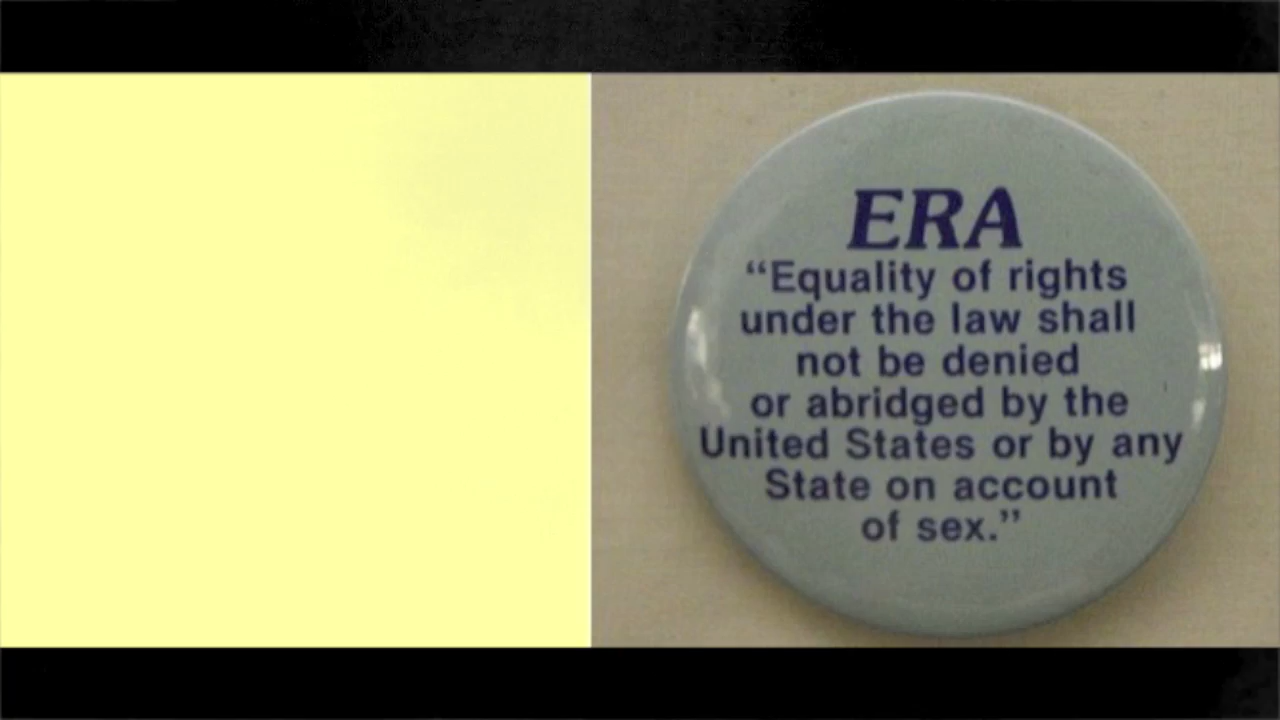 ERA
“Equality of rights
under the law shall
not be denied
or abridged by the
United States or by any
State on account
of sex.”